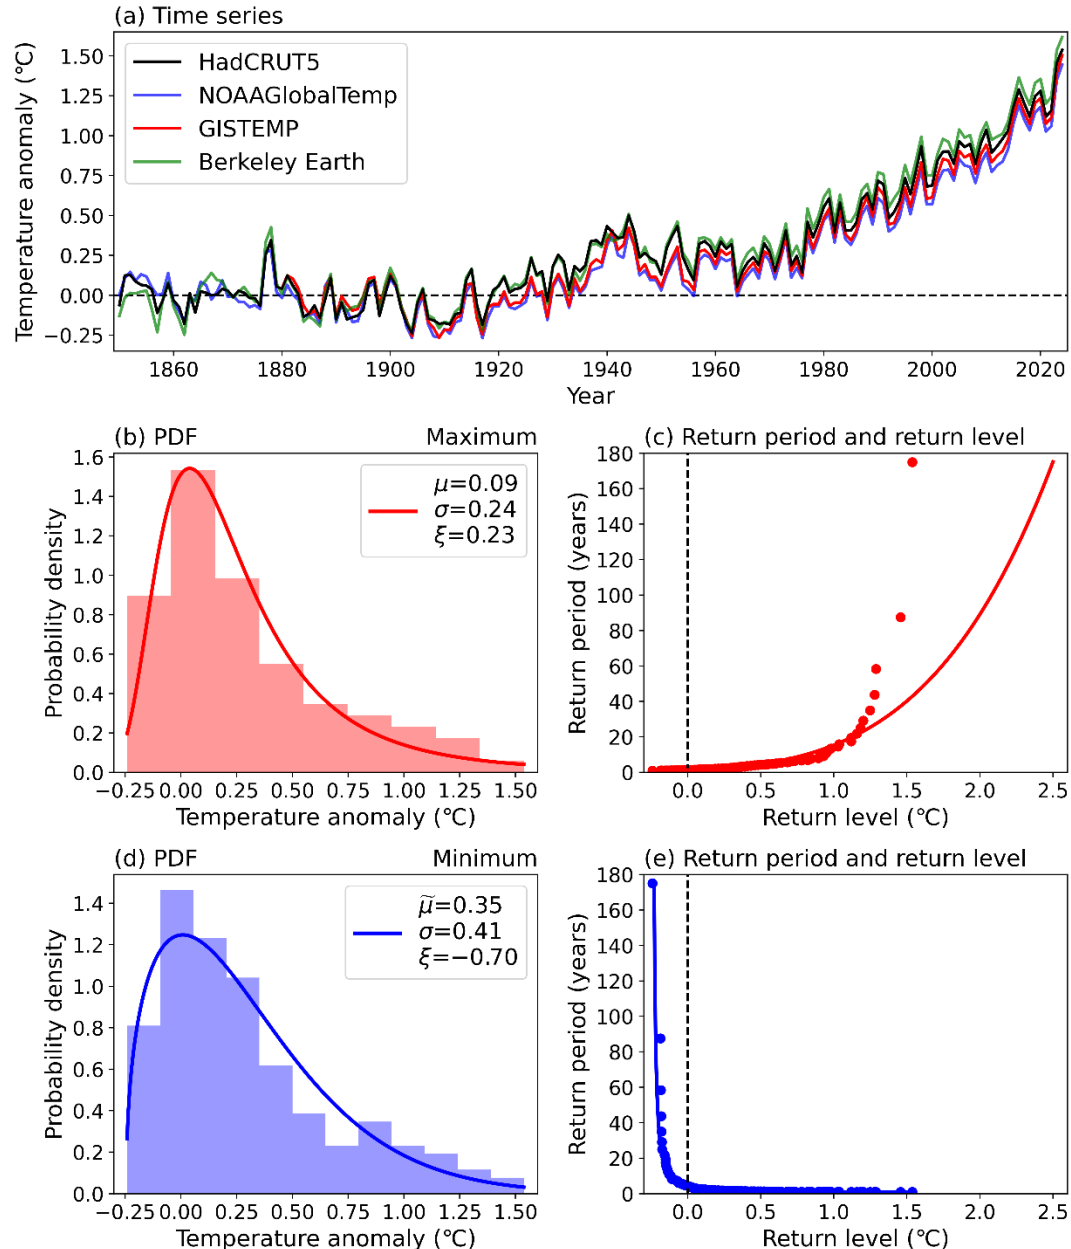 (a) Time series
Temperature anomaly (°C)
1.50
1.25
1.00
0.75
0.50
0.25
0.00
−0.25
HadCRUT5
NOAAGlobalTemp
GISTEMP
Berkeley Earth
1860 1880 1900 1920 1940 1960 1980 2000 2020
Year
(b) PDF Maximum
Probability density
1.6
1.4
1.2
1.0
0.8
0.6
0.4
0.2
0.0
μ=0.09
σ=0.24
ξ=0.23
−0.25 0.00 0.25 0.50 0.75 1.00 1.25 1.50
Temperature anomaly (°C)
(c) Return period and return level
Return period (years)
180
160
140
120
100
80
60
40
20
0
0.0 0.5 1.0 1.5 2.0 2.5
Return level (°C)
(d) PDF Minimum
Probability density
1.4
1.2
1.0
0.8
0.6
0.4
0.2
0.0
μ̃=0.35
σ=0.41
ξ=−0.70
−0.25 0.00 0.25 0.50 0.75 1.00 1.25 1.50
Temperature anomaly (°C)
(e) Return period and return level
Return period (years)
180
160
140
120
100
80
60
40
20
0
0.0 0.5 1.0 1.5 2.0 2.5
Return level (°C)